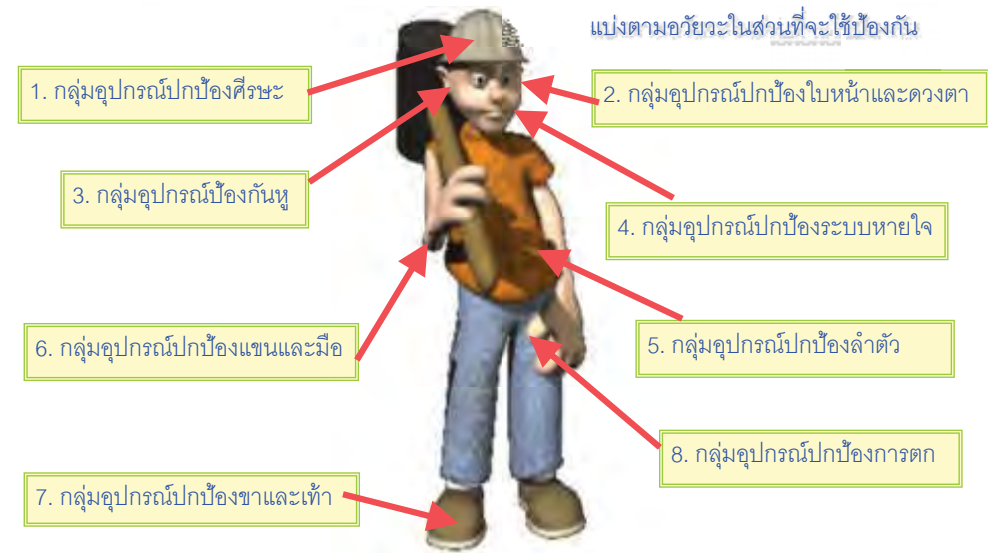 แบ่งตามอวัยวะในส่วนที่จะใช้ป้องกัน
1. กลุ่มอุปกรณ์ปกป้องศีรษะ
2. กลุ่มอุปกรณ์ปกป้องใบหน้าและดวงตา
3. กลุ่มอุปกรณ์ป้องกันหู
4. กลุ่มอุปกรณ์ปกป้องระบบหายใจ
6. กลุ่มอุปกรณ์ปกป้องแขนและมือ
5. กลุ่มอุปกรณ์ปกป้องลำตัว
8. กลุ่มอุปกรณ์ปกป้องการตก
7. กลุ่มอุปกรณ์ปกป้องขาและเท้า